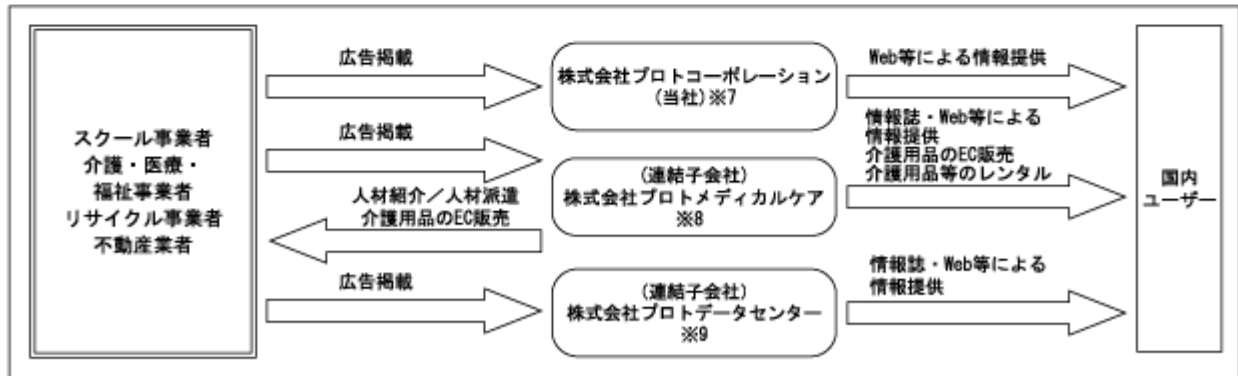 スクール事業者
介護・医療・
福祉事業者
リサイクル事業者
不動産業者
広告掲載
広告掲載
人材紹介／人材派遣
介護用品のEC販売
広告掲載
株式会社プロトコーポレーション
(当社)※7
(連結子会社)
株式会社プロトメディカルケア
※8
(連結子会社)
株式会社プロトデータセンター
※9
Web等による情報提供
情報誌・Web等による
情報提供
介護用品のEC販売
介護用品等のレンタル
情報誌・Web等による
情報提供
国内
ユーザー